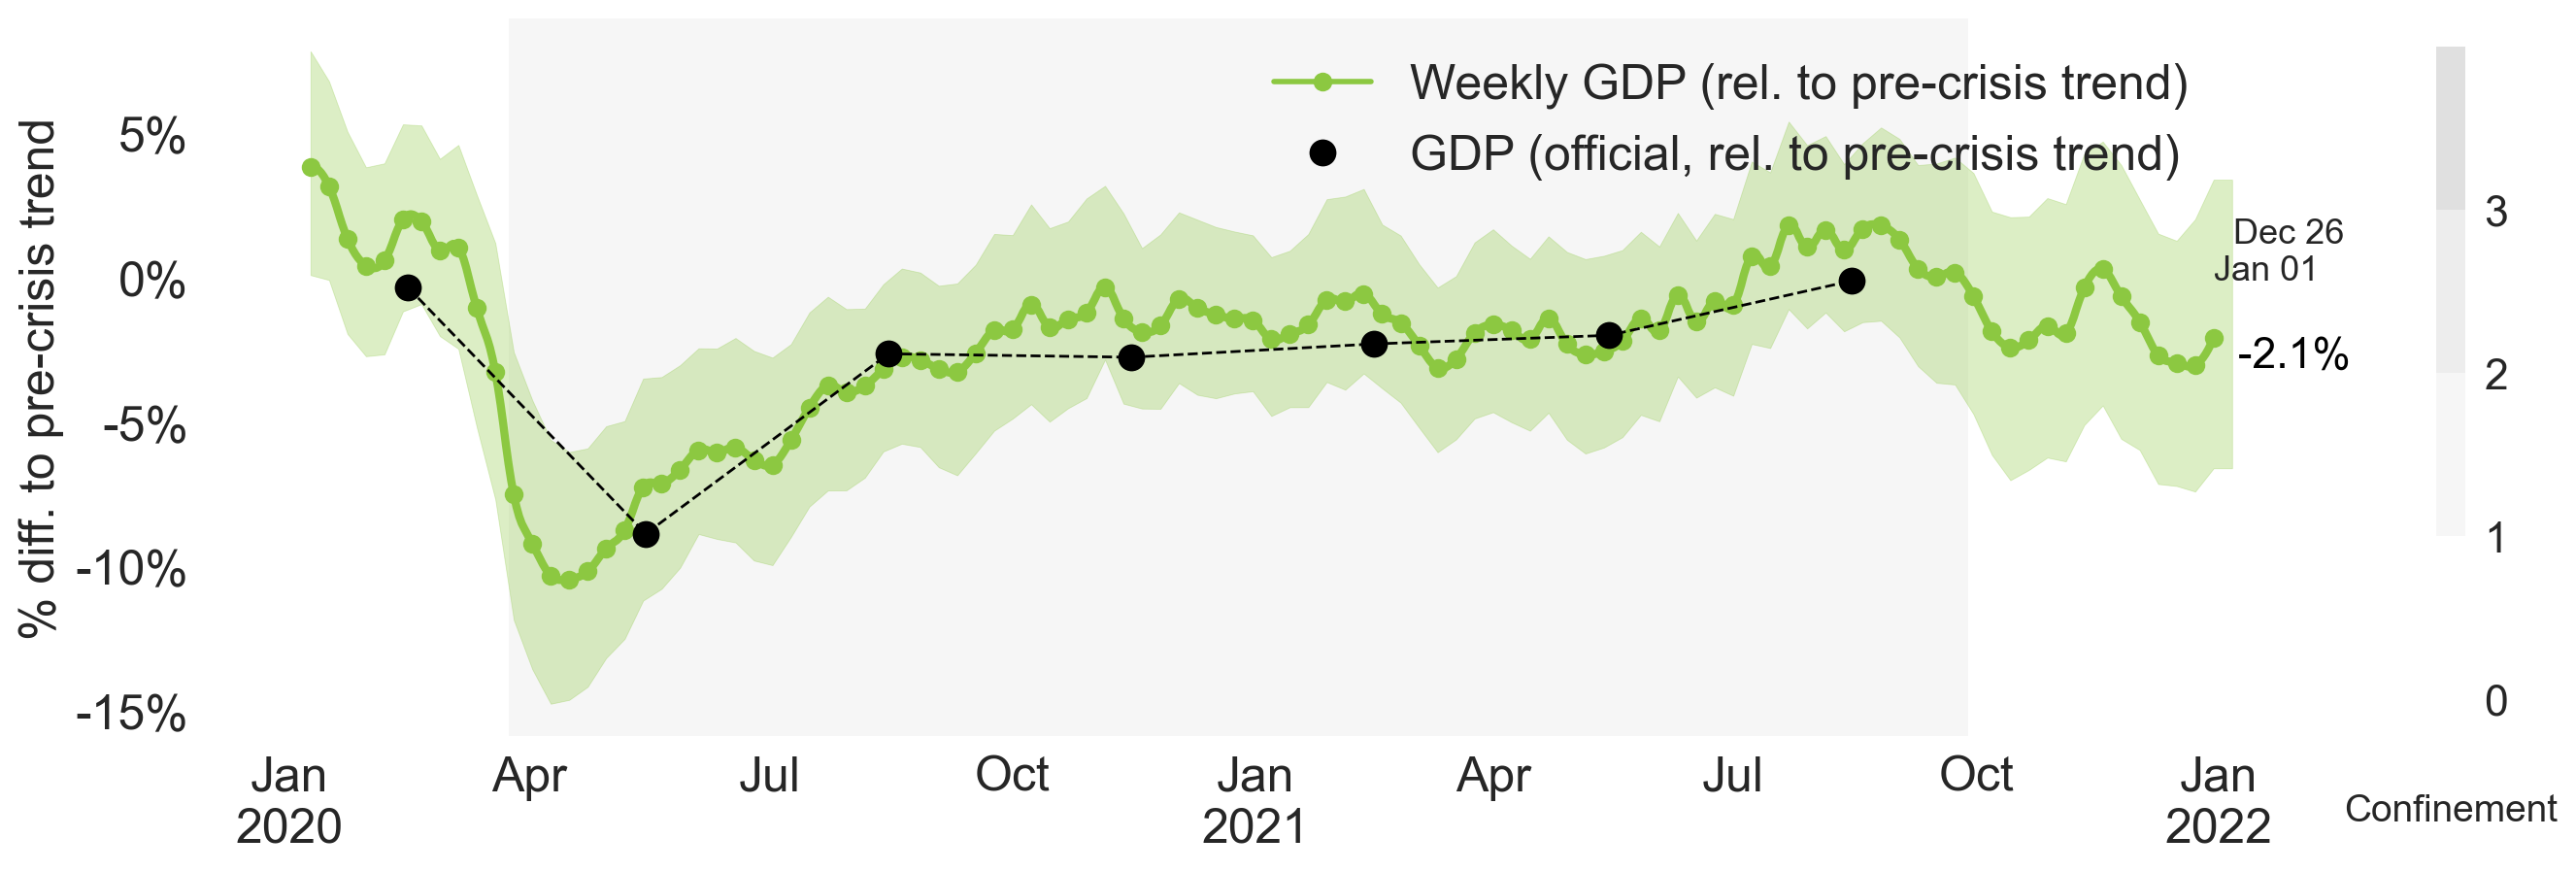 Weekly GDP (rel. to pre-crisis trend)
GDP (official, rel. to pre-crisis trend)
% diff. to pre-crisis trend
5%
0%
-5%
-10%
-15%
Dec 26
Jan 01
-2.1%
3
2
1
0
Jan
2020
Apr
Jul
Oct
Jan
2021
Apr
Jul
Oct
Jan
2022
Confinement